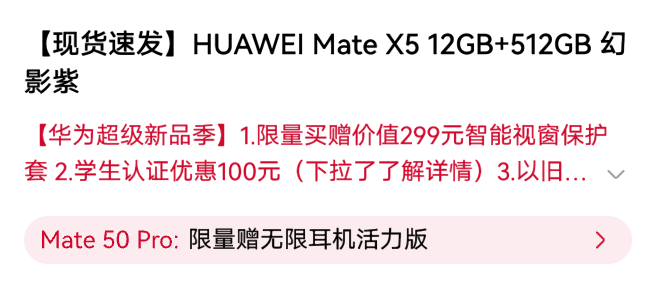 【现货速发】HUAWEI Mate X5 12GB+512GB 幻
影紫
【华为超级新品季】1.限量买赠价值299元智能视窗保护
套 2.学生认证优惠100元（下拉了了解详情）3.以旧...
Mate 50 Pro: 限量赠无限耳机活力版